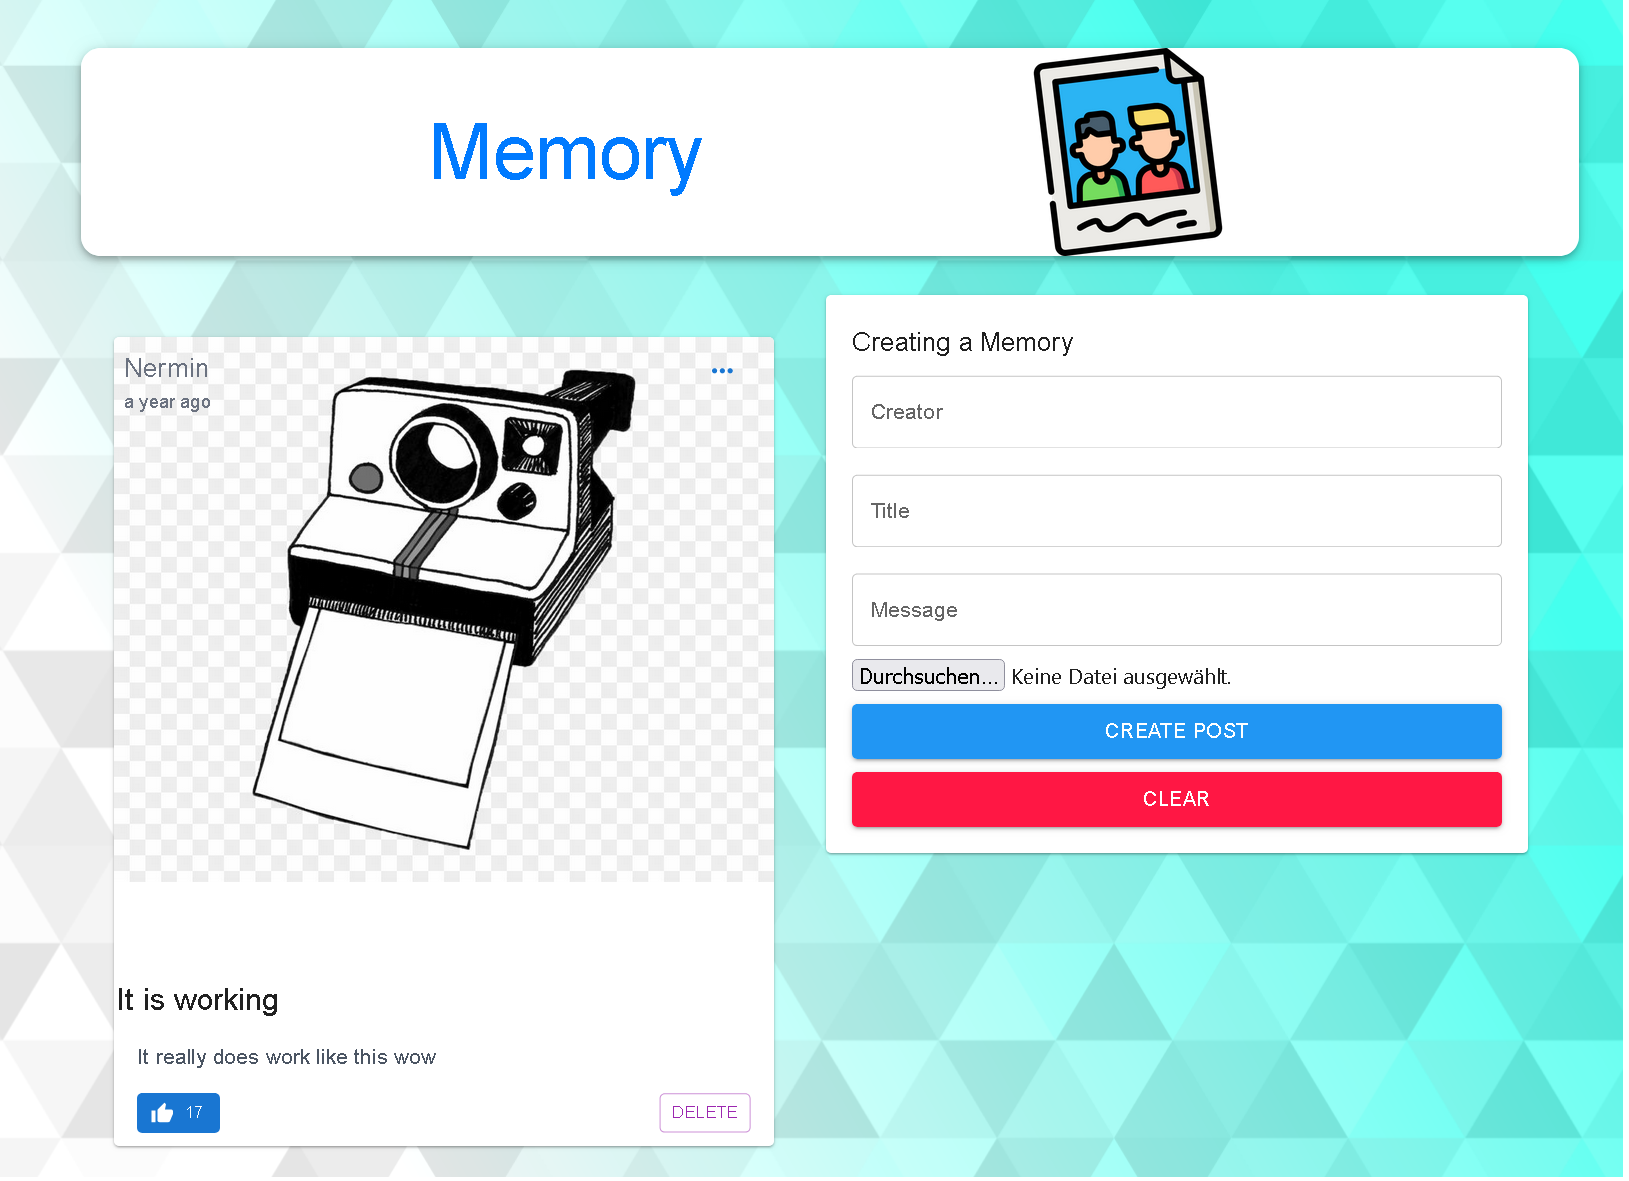 Memory
Nermin
a year ago
It is working
It really does work like this wow
17
DELETE
Creating a Memory
Creator
Title
Message
Durchsuchen... Keine Datei ausgewählt.
CREATE POST
CLEAR